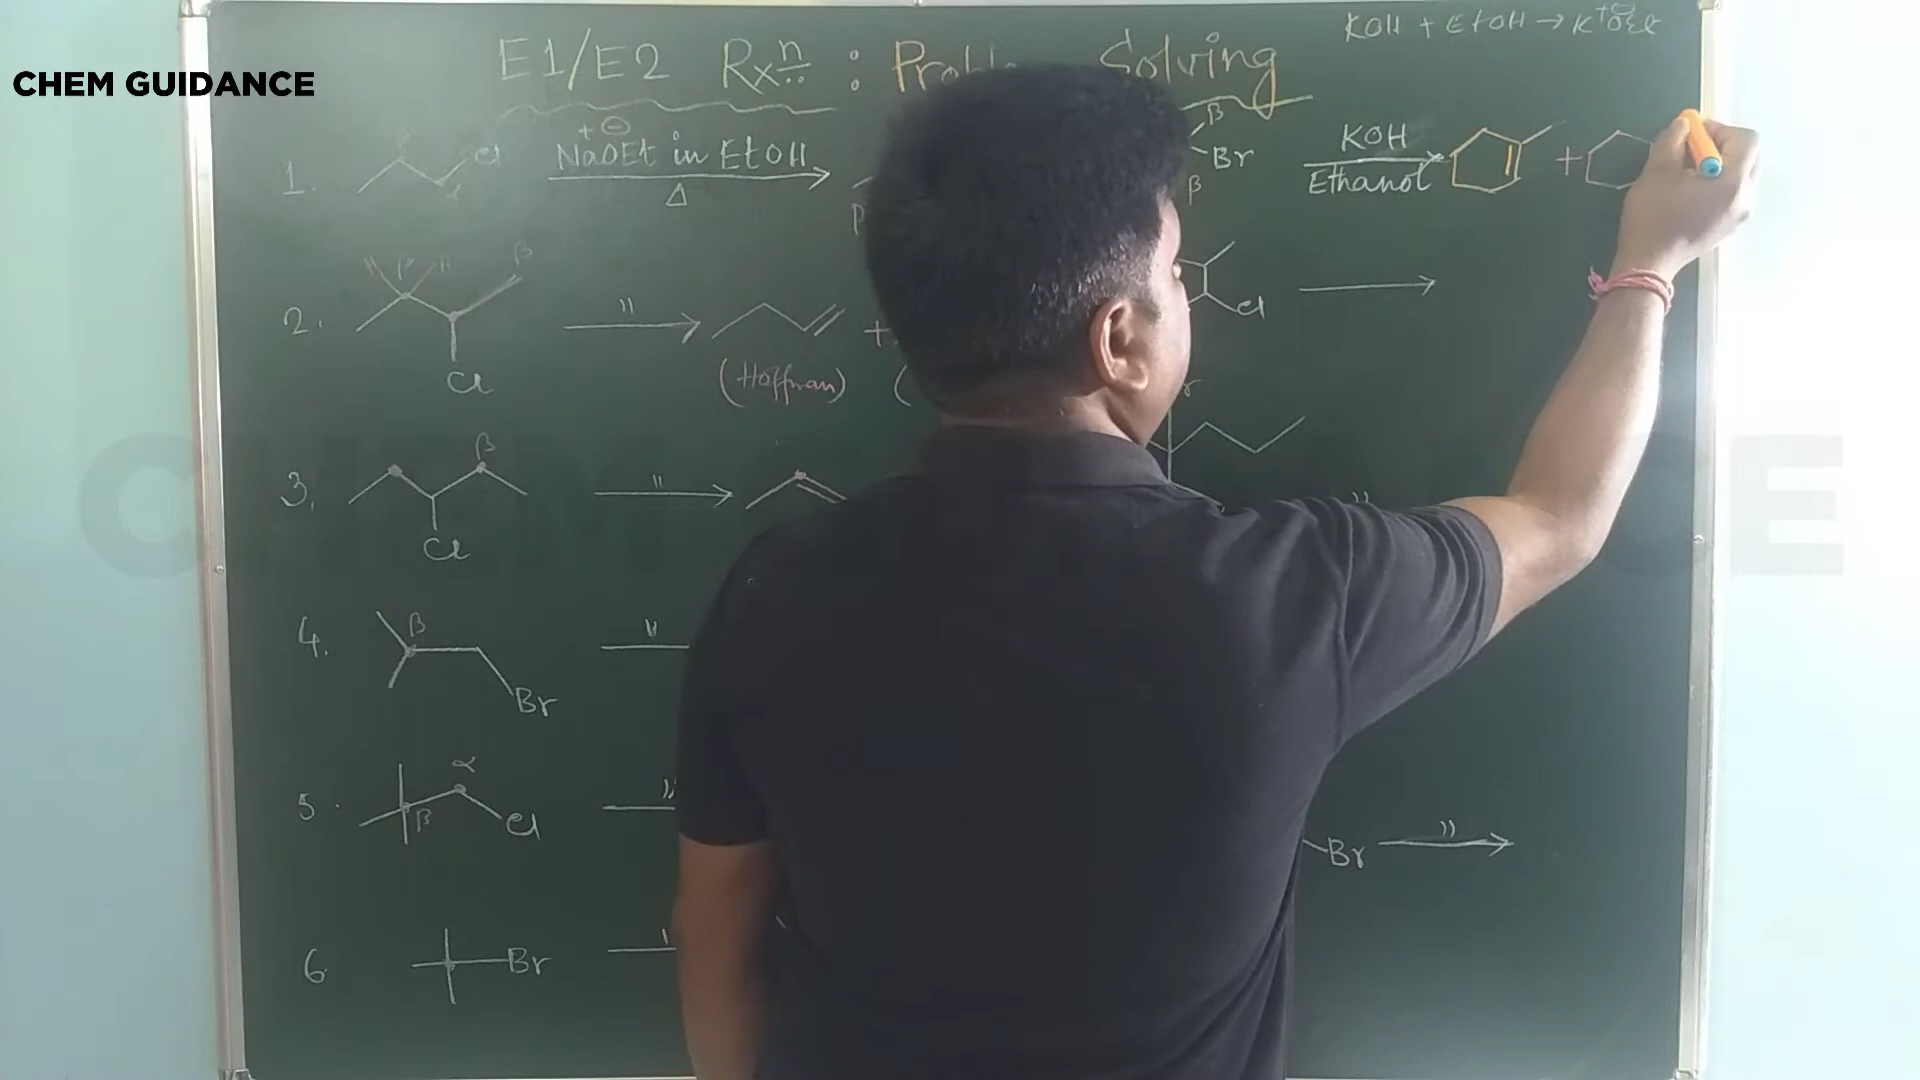 CHEM GUIDANCE
KOH + EtOH → K⁺⊖OEt
E1/E2 Rxn : Solving
1. Cl α NaOEt in EtOH + ⊖ Δ
β Br β KOH Ethanol +
2. H β H β Cl " +
(Hoffman) (
Cl
3. β Cl "
"
4. β Br "
5. α β Cl "
Br "
6. Br